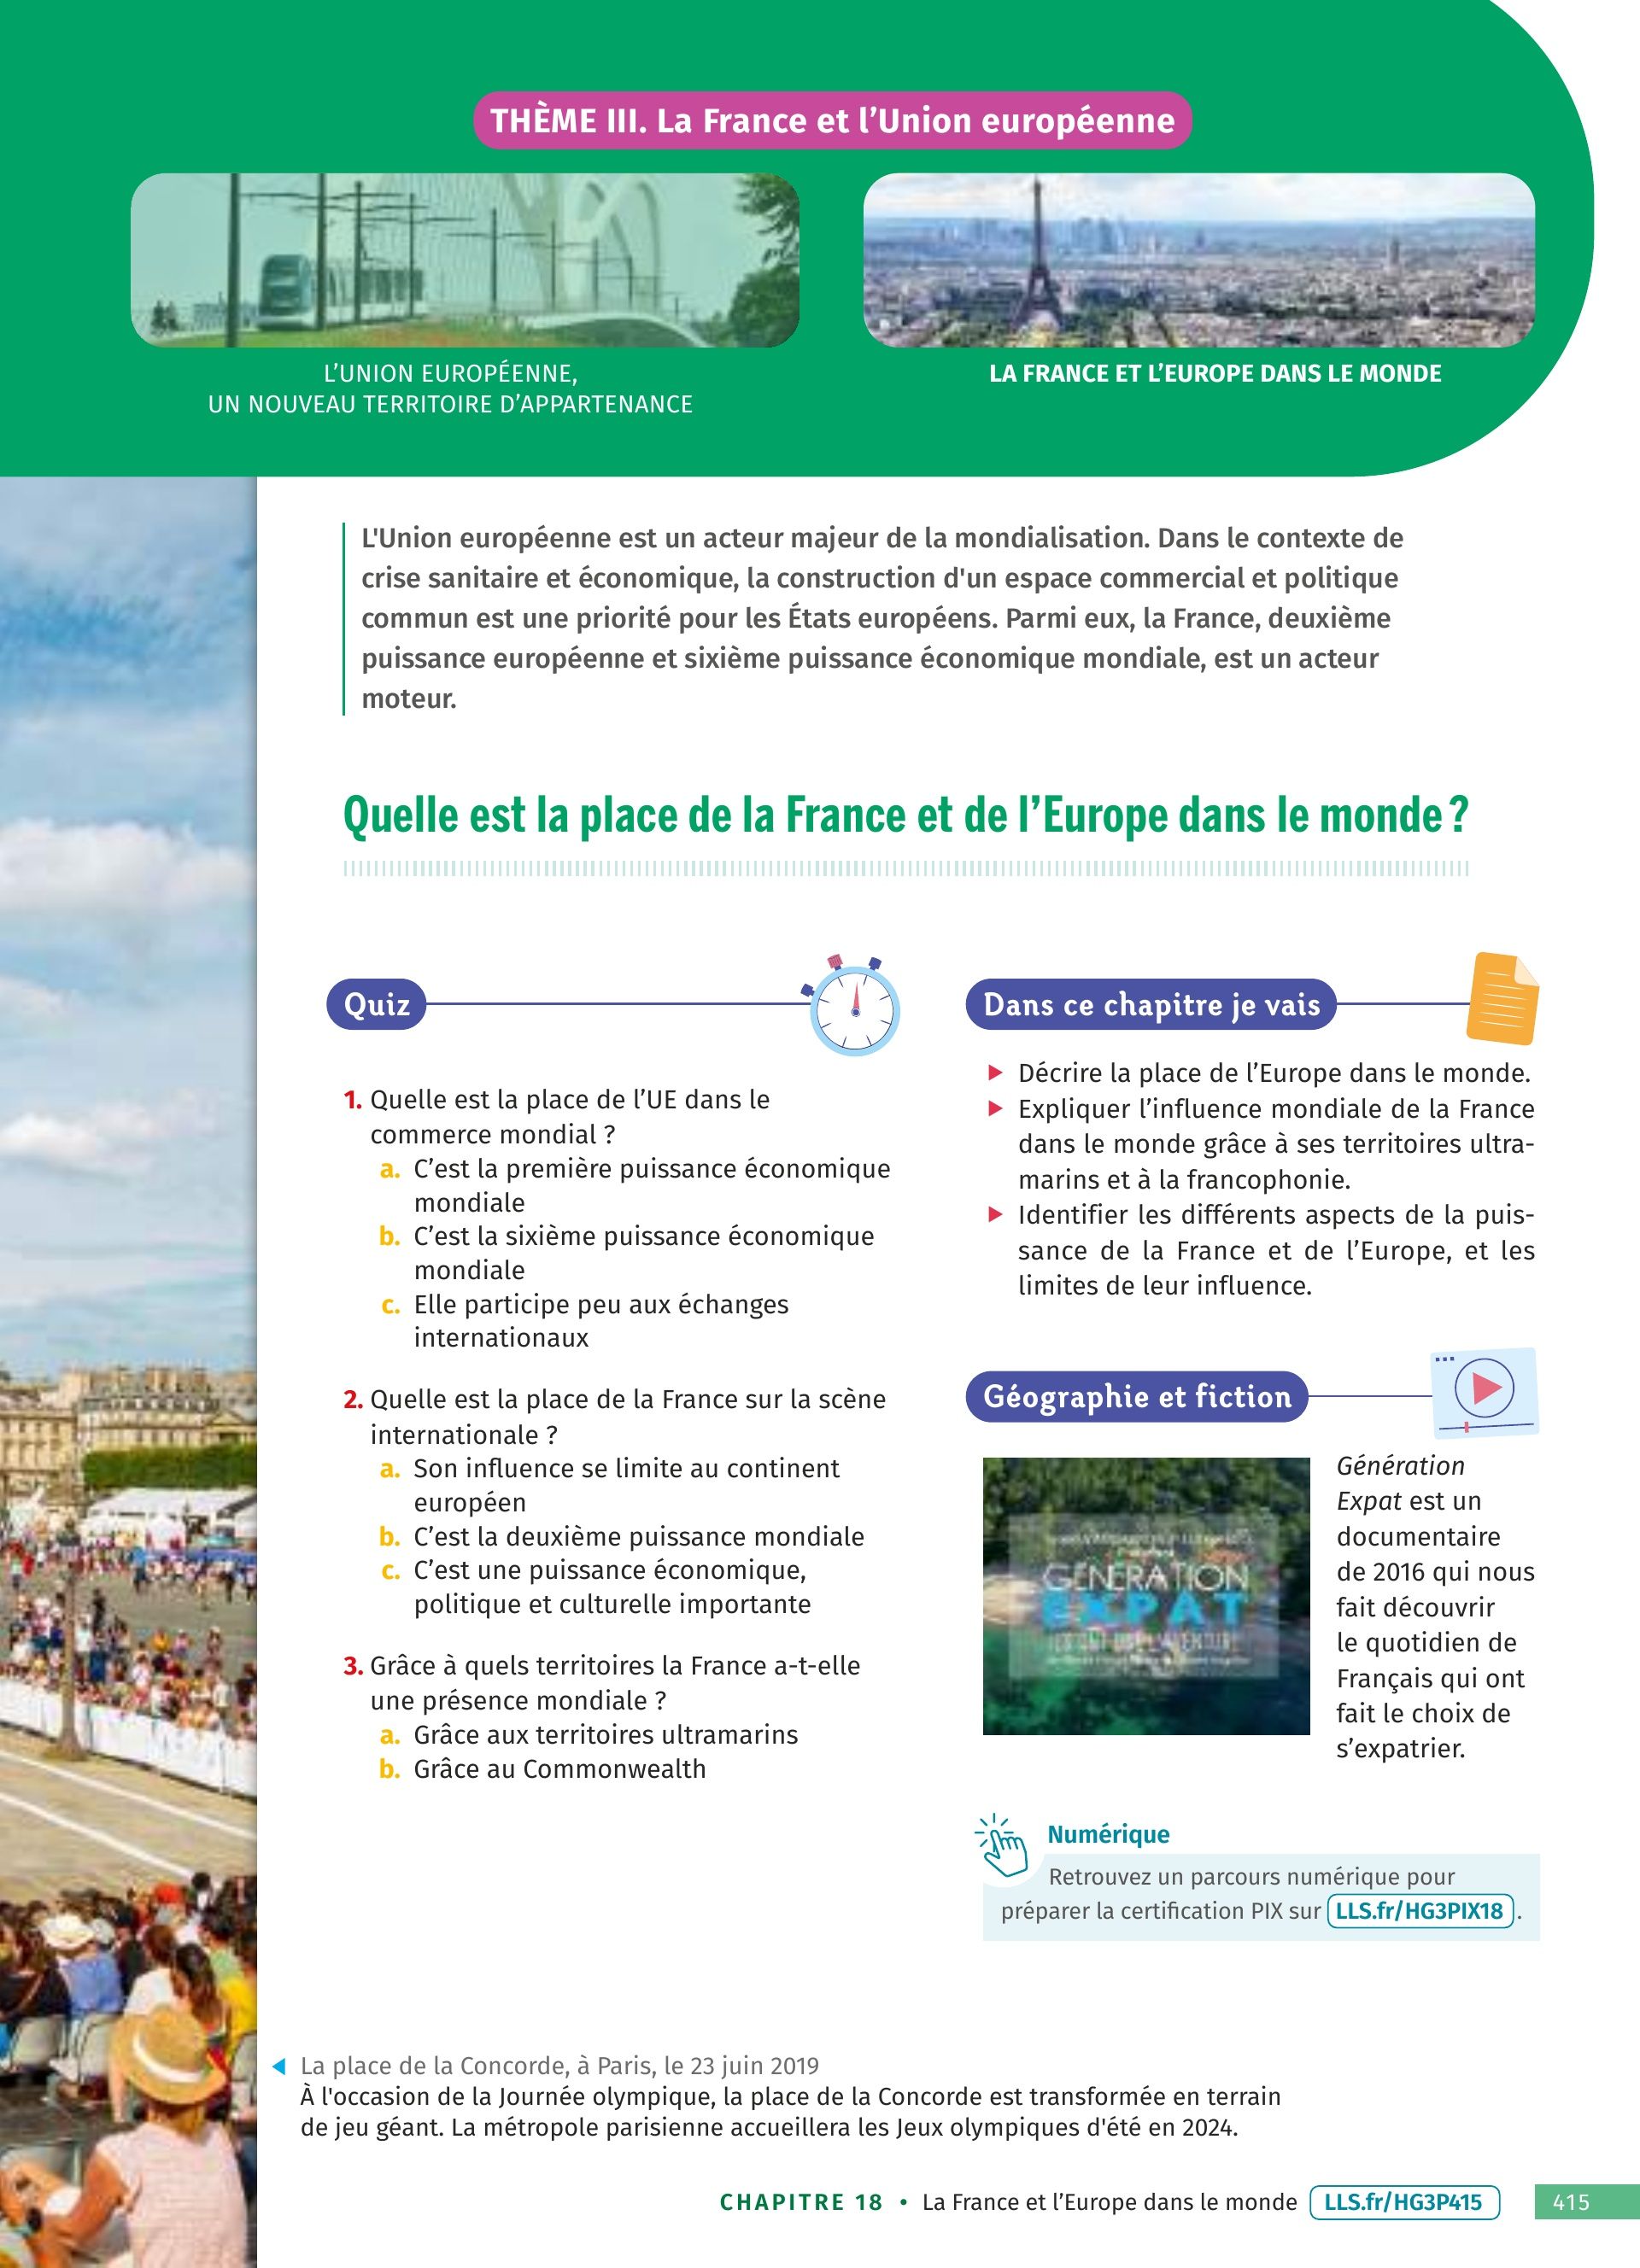 THÈME III. La France et l’Union européenne
L’UNION EUROPÉENNE,
UN NOUVEAU TERRITOIRE D’APPARTENANCE
LA FRANCE ET L’EUROPE DANS LE MONDE
L'Union européenne est un acteur majeur de la mondialisation. Dans le contexte de
crise sanitaire et économique, la construction d'un espace commercial et politique
commun est une priorité pour les États européens. Parmi eux, la France, deuxième
puissance européenne et sixième puissance économique mondiale, est un acteur
moteur.
Quelle est la place de la France et de l’Europe dans le monde ?
Quiz
1. Quelle est la place de l’UE dans le
commerce mondial ?
a. C’est la première puissance économique
mondiale
b. C’est la sixième puissance économique
mondiale
c. Elle participe peu aux échanges
internationaux
2. Quelle est la place de la France sur la scène
internationale ?
a. Son influence se limite au continent
européen
b. C’est la deuxième puissance mondiale
c. C’est une puissance économique,
politique et culturelle importante
3. Grâce à quels territoires la France a-t-elle
une présence mondiale ?
a. Grâce aux territoires ultramarins
b. Grâce au Commonwealth
Dans ce chapitre je vais
Décrire la place de l’Europe dans le monde.
Expliquer l’influence mondiale de la France
dans le monde grâce à ses territoires ultra-
marins et à la francophonie.
Identifier les différents aspects de la puis-
sance de la France et de l’Europe, et les
limites de leur influence.
Géographie et fiction
GÉNÉRATION
EXPAT
Génération
Expat est un
documentaire
de 2016 qui nous
fait découvrir
le quotidien de
Français qui ont
fait le choix de
s’expatrier.
Numérique
Retrouvez un parcours numérique pour
préparer la certification PIX sur LLS.fr/HG3PIX18 .
La place de la Concorde, à Paris, le 23 juin 2019
À l'occasion de la Journée olympique, la place de la Concorde est transformée en terrain
de jeu géant. La métropole parisienne accueillera les Jeux olympiques d'été en 2024.
CHAPITRE 18 • La France et l’Europe dans le monde LLS.fr/HG3P415 415